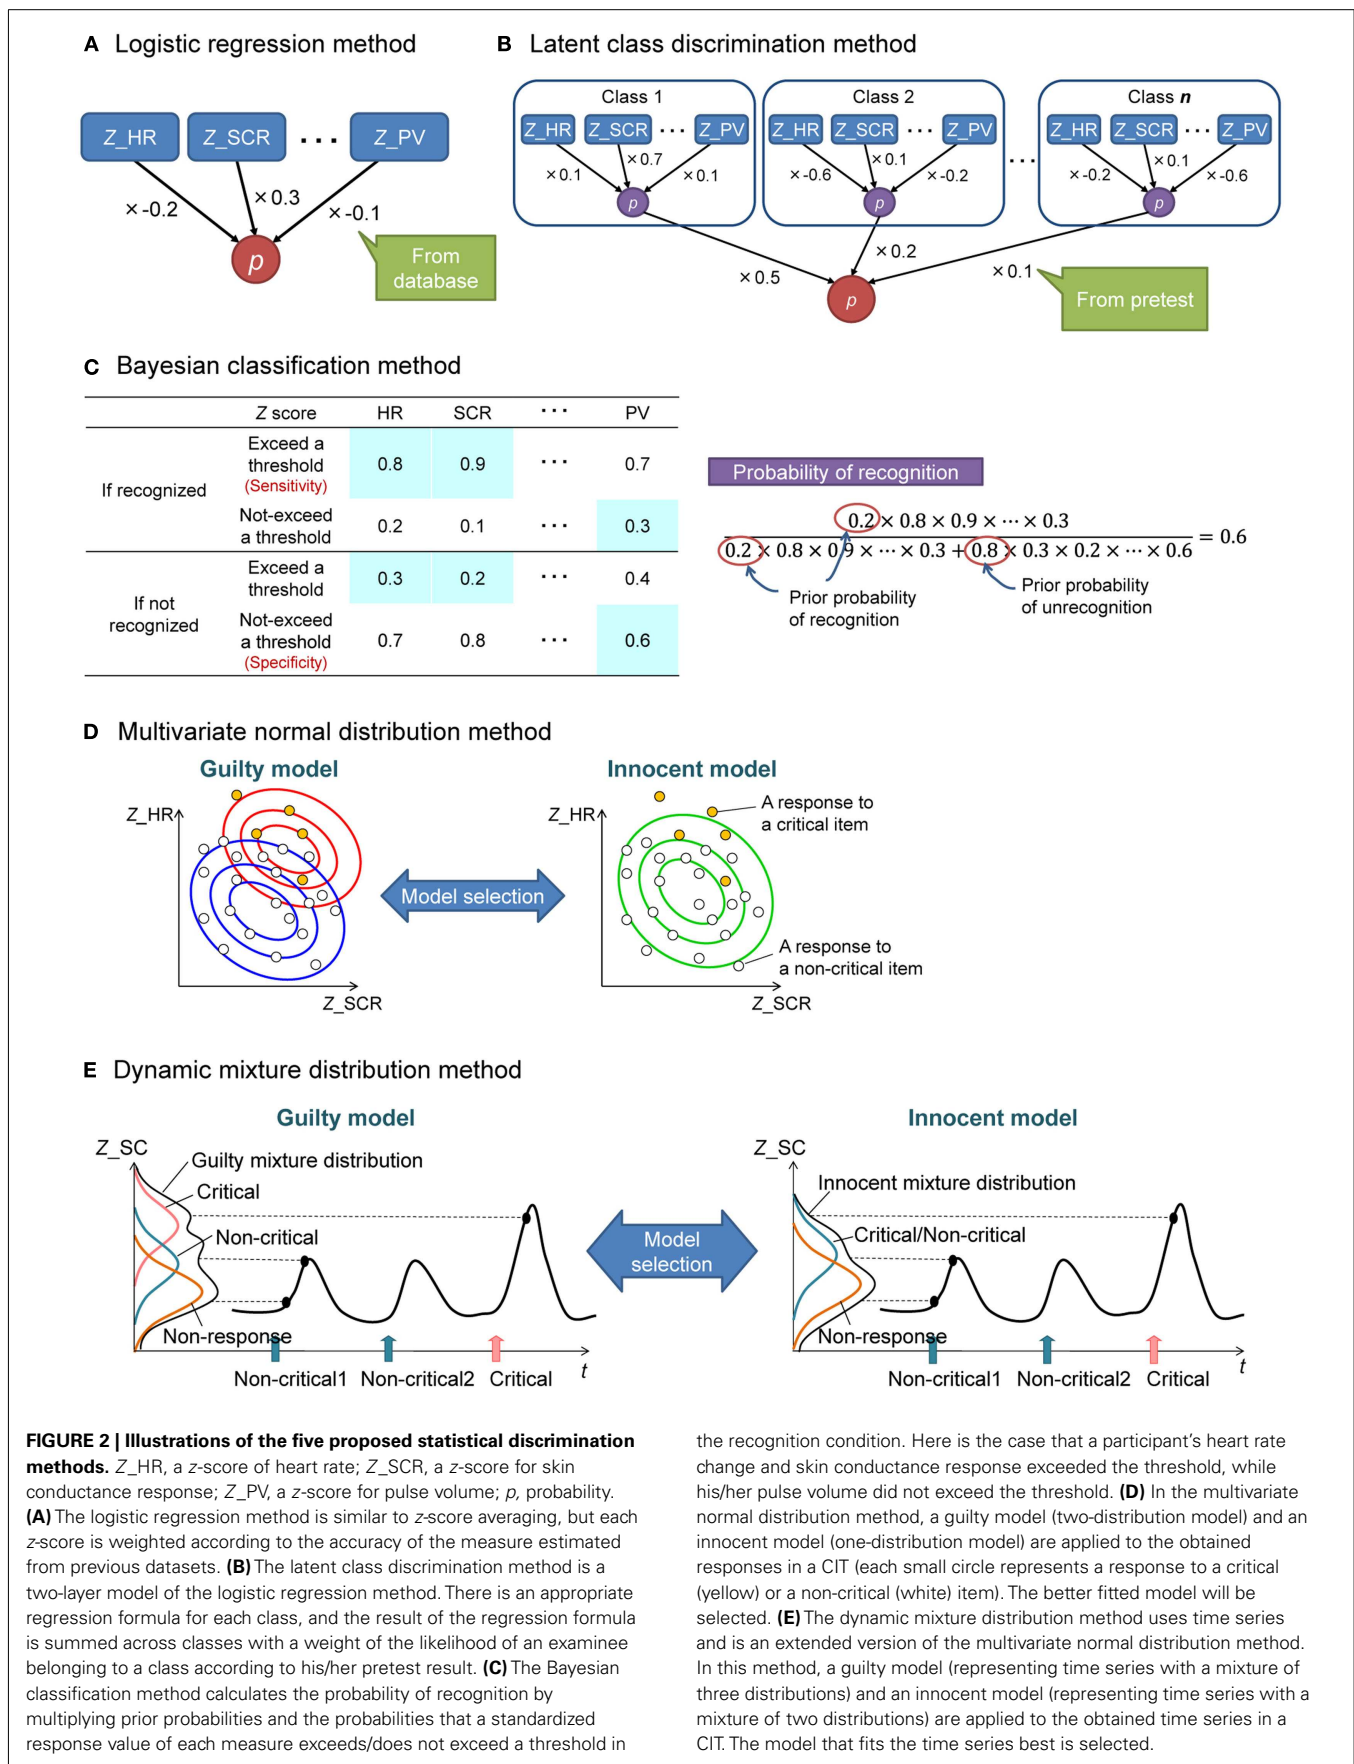 A Logistic regression method
Z_HR Z_SCR ··· Z_PV
× -0.2
× 0.3
× -0.1
p
From
database
B Latent class discrimination method
Class 1
Z_HR Z_SCR ··· Z_PV
× 0.7
× 0.1 × 0.1
p
Class 2
Z_HR Z_SCR ··· Z_PV
× 0.1
× -0.6 × -0.2
p
···
Class n
Z_HR Z_SCR ··· Z_PV
× 0.1
× -0.2 × -0.6
p
× 0.5
× 0.2
× 0.1
p
From pretest
C Bayesian classification method
Z score HR SCR ··· PV
If recognized
Exceed a
threshold
(Sensitivity)
0.8 0.9 ··· 0.7
Not-exceed
a threshold
0.2 0.1 ··· 0.3
If not
recognized
Exceed a
threshold
0.3 0.2 ··· 0.4
Not-exceed
a threshold
(Specificity)
0.7 0.8 ··· 0.6
Probability of recognition
0.2 × 0.8 × 0.9 × ··· × 0.3
0.2 × 0.8 × 0.9 × ··· × 0.3 + 0.8 × 0.3 × 0.2 × ··· × 0.6
= 0.6
Prior probability
of recognition
Prior probability
of unrecognition
D Multivariate normal distribution method
Guilty model
Z_HR
Z_SCR
Model selection
Innocent model
Z_HR
Z_SCR
A response to
a critical item
A response to
a non-critical item
E Dynamic mixture distribution method
Guilty model
Z_SC
Guilty mixture distribution
Critical
Non-critical
Non-response
Non-critical1 Non-critical2 Critical
t
Model
selection
Innocent model
Z_SC
Innocent mixture distribution
Critical/Non-critical
Non-response
Non-critical1 Non-critical2 Critical
t
FIGURE 2 | Illustrations of the five proposed statistical discrimination
methods. Z_HR, a z-score of heart rate; Z_SCR, a z-score for skin
conductance response; Z_PV, a z-score for pulse volume; p, probability.
(A) The logistic regression method is similar to z-score averaging, but each
z-score is weighted according to the accuracy of the measure estimated
from previous datasets. (B) The latent class discrimination method is a
two-layer model of the logistic regression method. There is an appropriate
regression formula for each class, and the result of the regression formula
is summed across classes with a weight of the likelihood of an examinee
belonging to a class according to his/her pretest result. (C) The Bayesian
classification method calculates the probability of recognition by
multiplying prior probabilities and the probabilities that a standardized
response value of each measure exceeds/does not exceed a threshold in
the recognition condition. Here is the case that a participant's heart rate
change and skin conductance response exceeded the threshold, while
his/her pulse volume did not exceed the threshold. (D) In the multivariate
normal distribution method, a guilty model (two-distribution model) and an
innocent model (one-distribution model) are applied to the obtained
responses in a CIT (each small circle represents a response to a critical
(yellow) or a non-critical (white) item). The better fitted model will be
selected. (E) The dynamic mixture distribution method uses time series
and is an extended version of the multivariate normal distribution method.
In this method, a guilty model (representing time series with a mixture of
three distributions) and an innocent model (representing time series with a
mixture of two distributions) are applied to the obtained time series in a
CIT. The model that fits the time series best is selected.